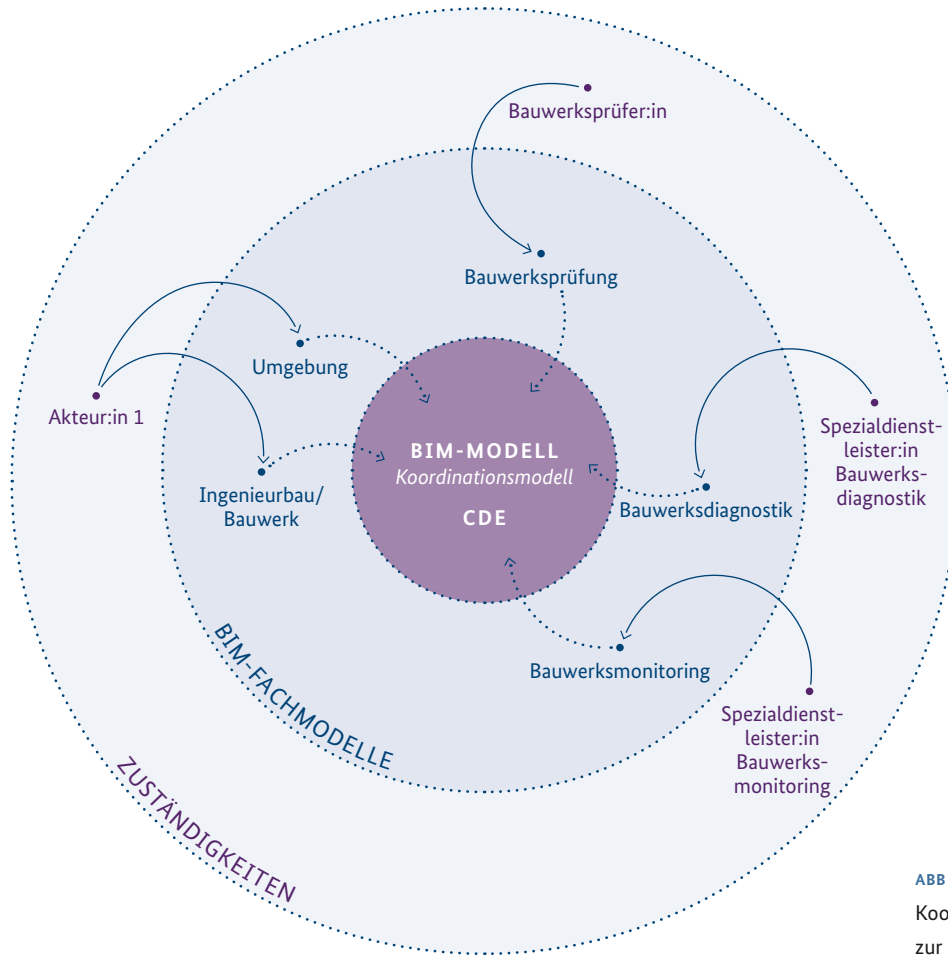 Bauwerksprüfer:in
Bauwerksprüfung
Umgebung
Akteur:in 1
Ingenieurbau/
Bauwerk
BIM-MODELL
Koordinationsmodell
CDE
Bauwerksdiagnostik
Spezialdienst-
leister:in
Bauwerks-
diagnostik
Bauwerksmonitoring
Spezialdienst-
leister:in
Bauwerks-
monitoring
BIM-FACHMODELLE
ZUSTÄNDIGKEITEN
ABB
Koo
zur